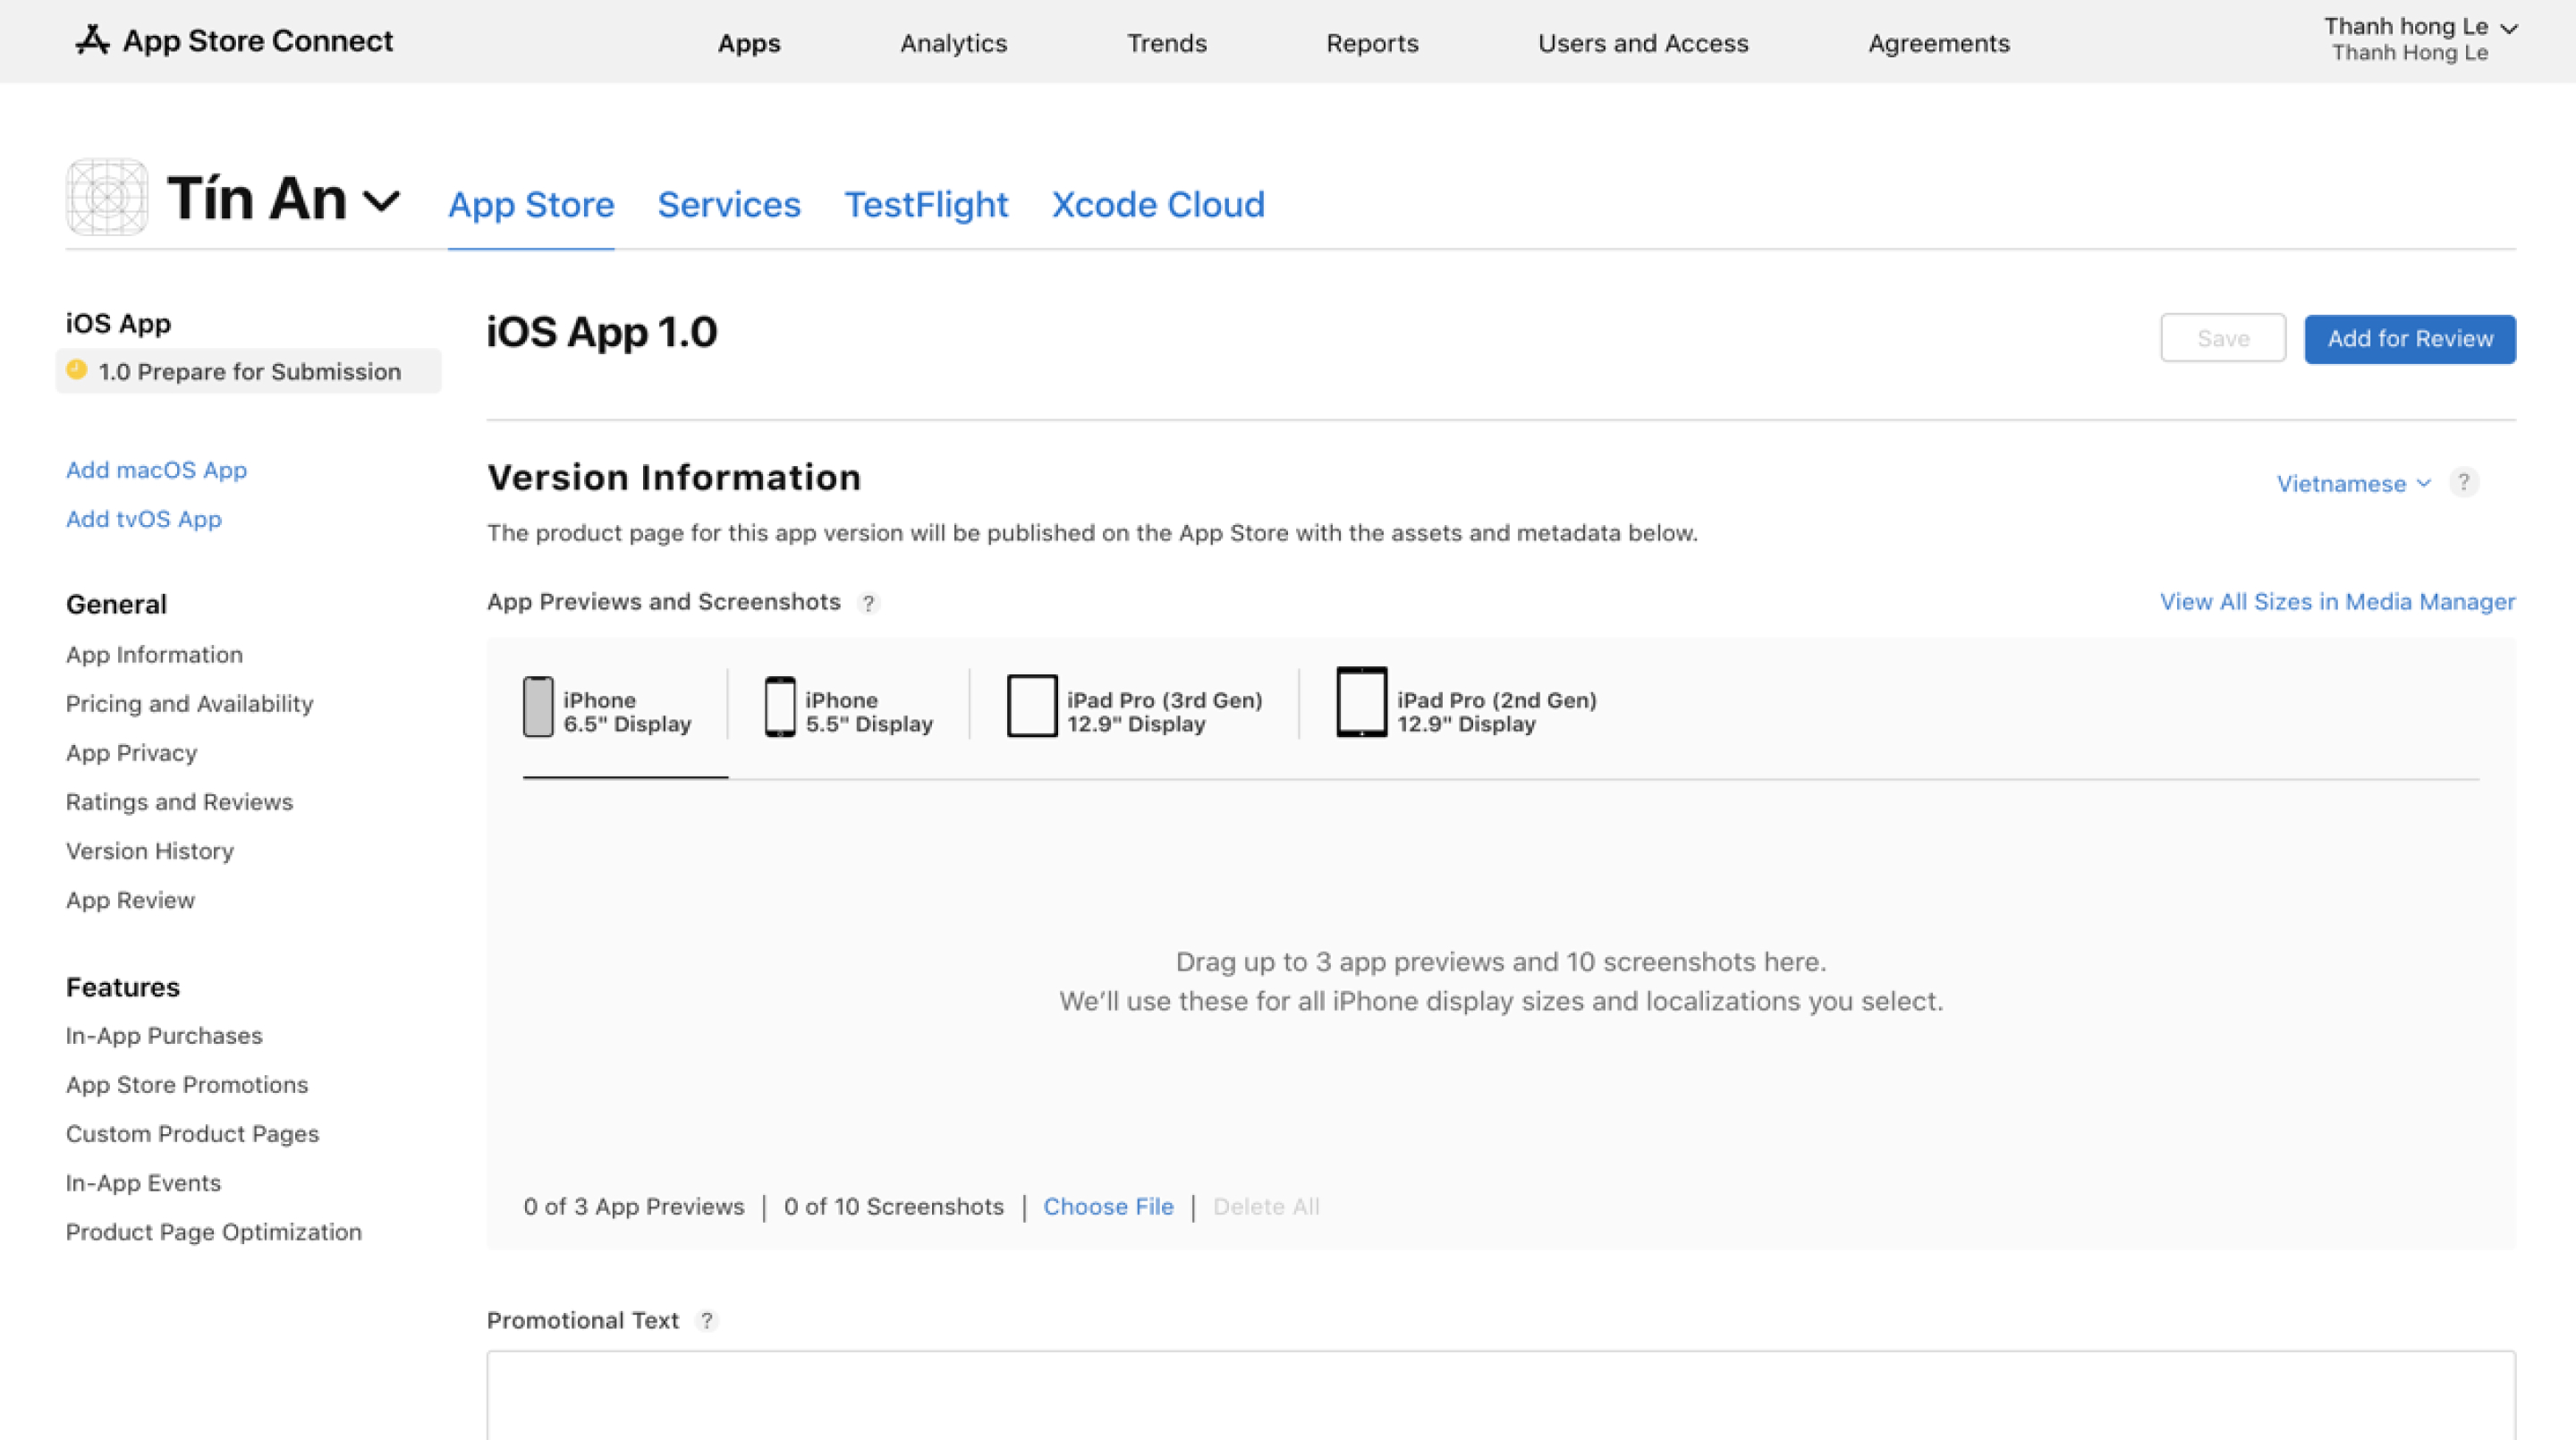 App Store Connect
Apps
Analytics
Trends
Reports
Users and Access
Agreements
Thanh hong Le
Thanh Hong Le
Tín An
App Store
Services
TestFlight
Xcode Cloud
iOS App
1.0 Prepare for Submission
Add macOS App
Add tvOS App
General
App Information
Pricing and Availability
App Privacy
Ratings and Reviews
Version History
App Review
Features
In-App Purchases
App Store Promotions
Custom Product Pages
In-App Events
Product Page Optimization
iOS App 1.0
Save
Add for Review
Version Information
Vietnamese
?
The product page for this app version will be published on the App Store with the assets and metadata below.
App Previews and Screenshots ?
View All Sizes in Media Manager
iPhone
6.5" Display
iPhone
5.5" Display
iPad Pro (3rd Gen)
12.9" Display
iPad Pro (2nd Gen)
12.9" Display
Drag up to 3 app previews and 10 screenshots here.
We’ll use these for all iPhone display sizes and localizations you select.
0 of 3 App Previews | 0 of 10 Screenshots | Choose File | Delete All
Promotional Text ?